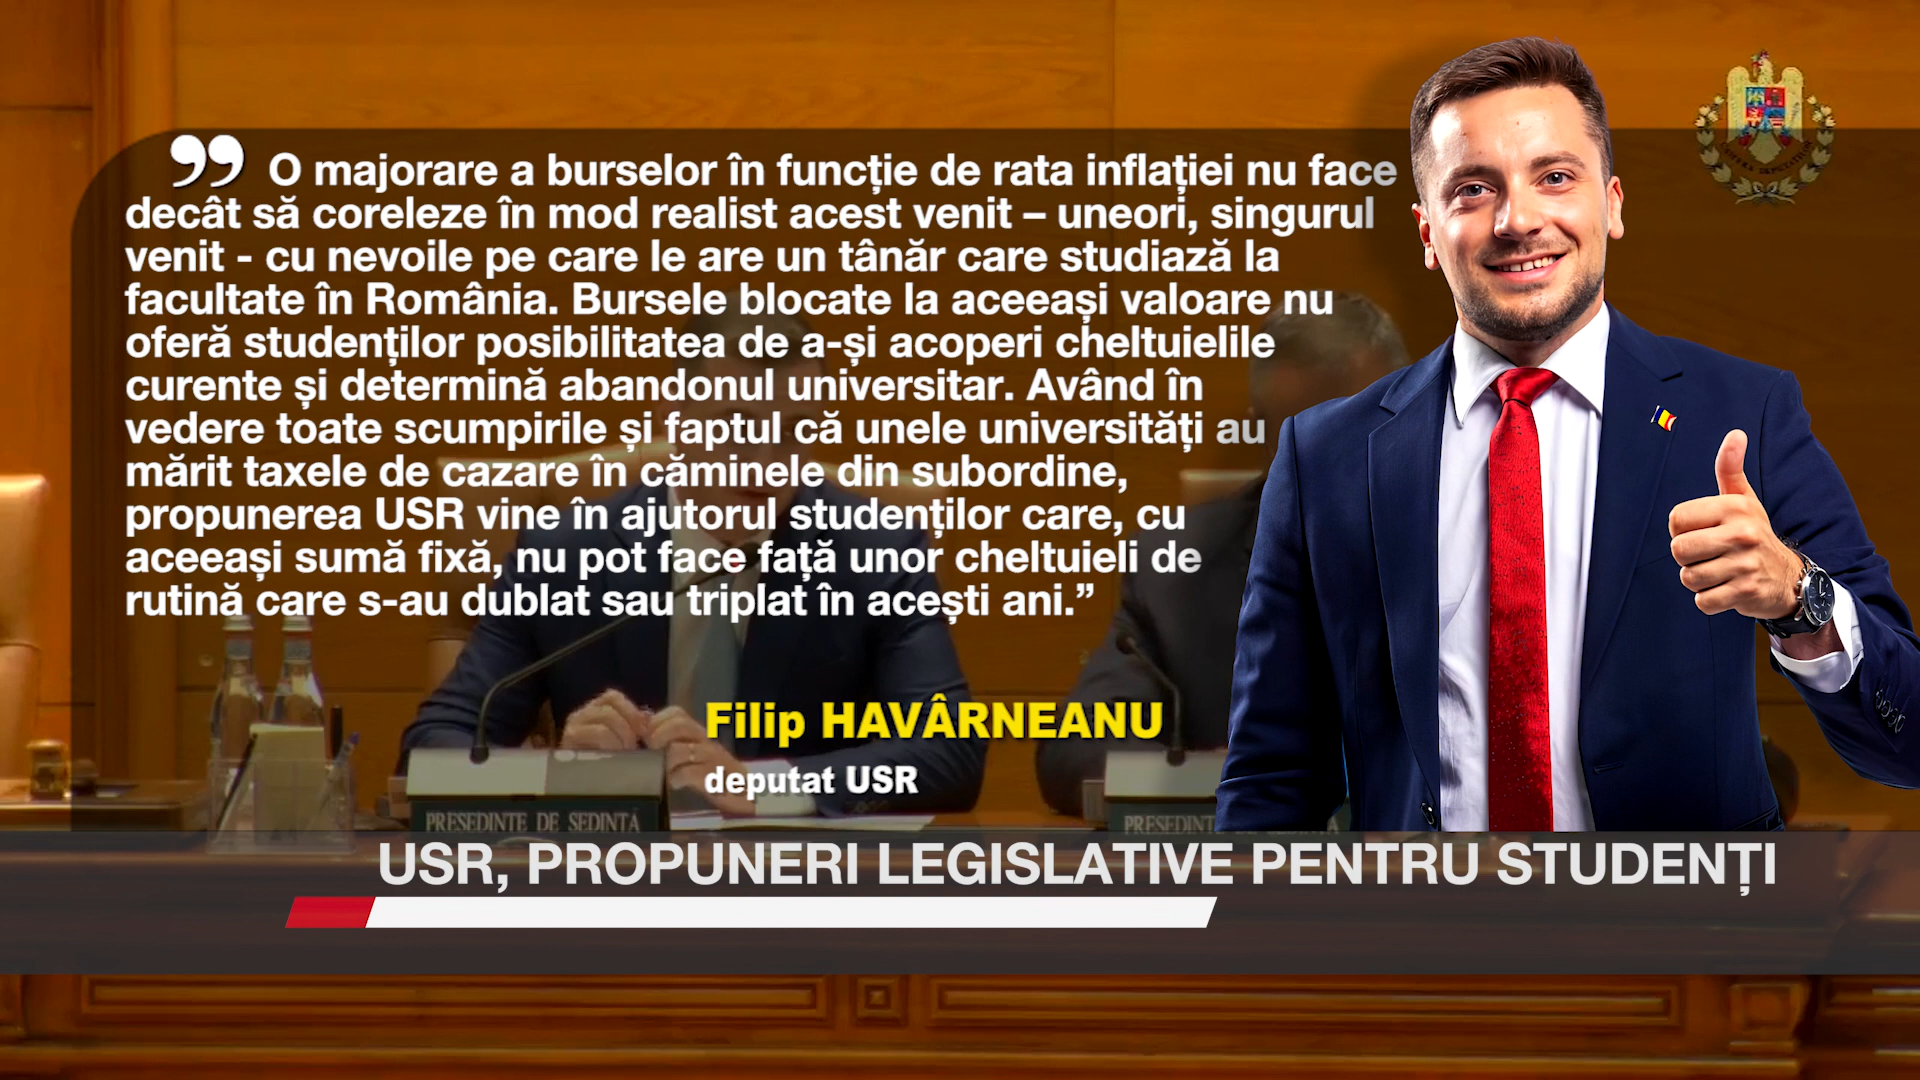 ” O majorare a burselor în funcție de rata inflației nu face
decât să coreleze în mod realist acest venit – uneori, singurul
venit - cu nevoile pe care le are un tânăr care studiază la
facultate în România. Bursele blocate la aceeași valoare nu
oferă studenților posibilitatea de a-și acoperi cheltuielile
curente și determină abandonul universitar. Având în
vedere toate scumpirile și faptul că unele universități au
mărit taxele de cazare în căminele din subordine,
propunerea USR vine în ajutorul studenților care, cu
aceeași sumă fixă, nu pot face față unor cheltuieli de
rutină care s-au dublat sau triplat în acești ani.”
Filip HAVÂRNEANU
deputat USR
PRESEDINTE DE SEDINTA
PRESEDINTE DE SEDINTA
USR, PROPUNERI LEGISLATIVE PENTRU STUDENȚI